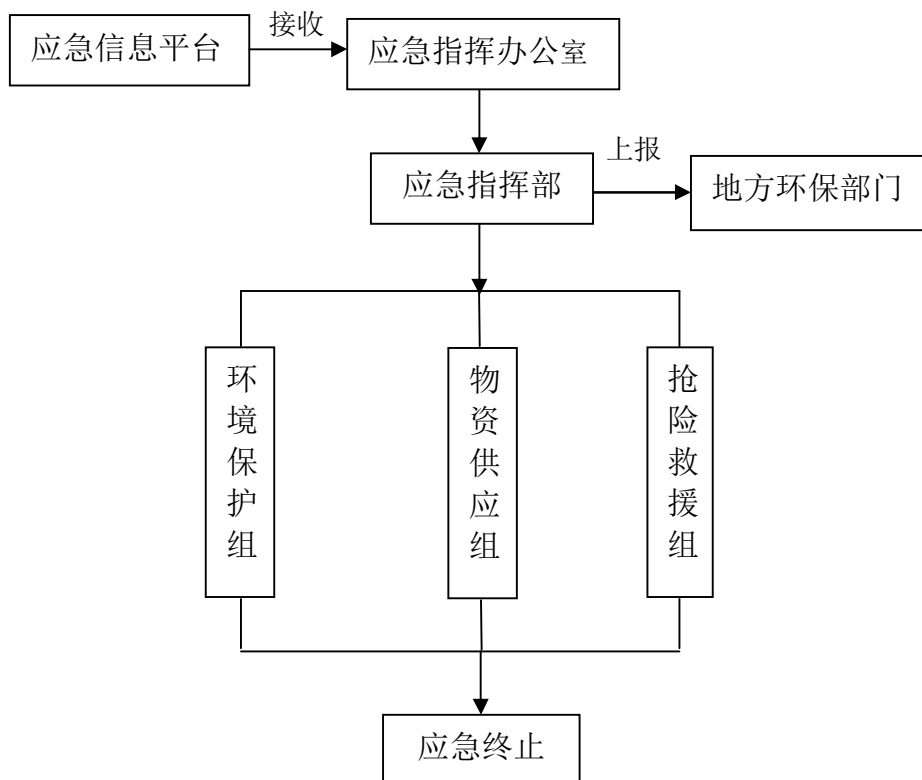 应急信息平台
接收
应急指挥办公室
应急指挥部
上报
地方环保部门
环境保护组
物资供应组
抢险救援组
应急终止